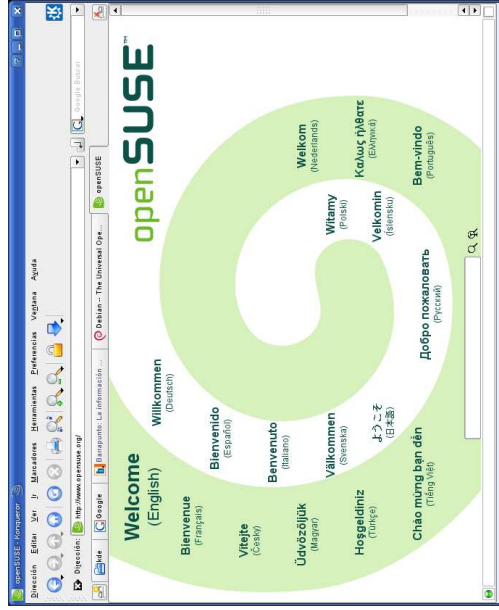 openSUSE - Konqueror
Dirección Editar Ver Ir Marcadores Herramientas Preferencias Ventana Ayuda
Dirección: http://www.opensuse.org/
Google Buscar
kde
Google
Barrapunto: La información ...
Debian -- The Universal Ope...
openSUSE
openSUSE™
Welcome
(English)
Willkommen
(Deutsch)
Bienvenue
(Français)
Bienvenido
(Español)
Vítejte
(Česky)
Benvenuto
(Italiano)
Witamy
(Polski)
Welkom
(Nederlands)
Üdvözöljük
(Magyar)
Välkommen
(Svenska)
Velkomin
(Íslensku)
Καλως ήλθατε
(Ελληνικά)
Hoşgeldiniz
(Türkçe)
ようこそ
(日本語)
Добро пожаловать
(Русский)
Bem-vindo
(Português)
Chào mừng bạn đến
(Tiếng Việt)